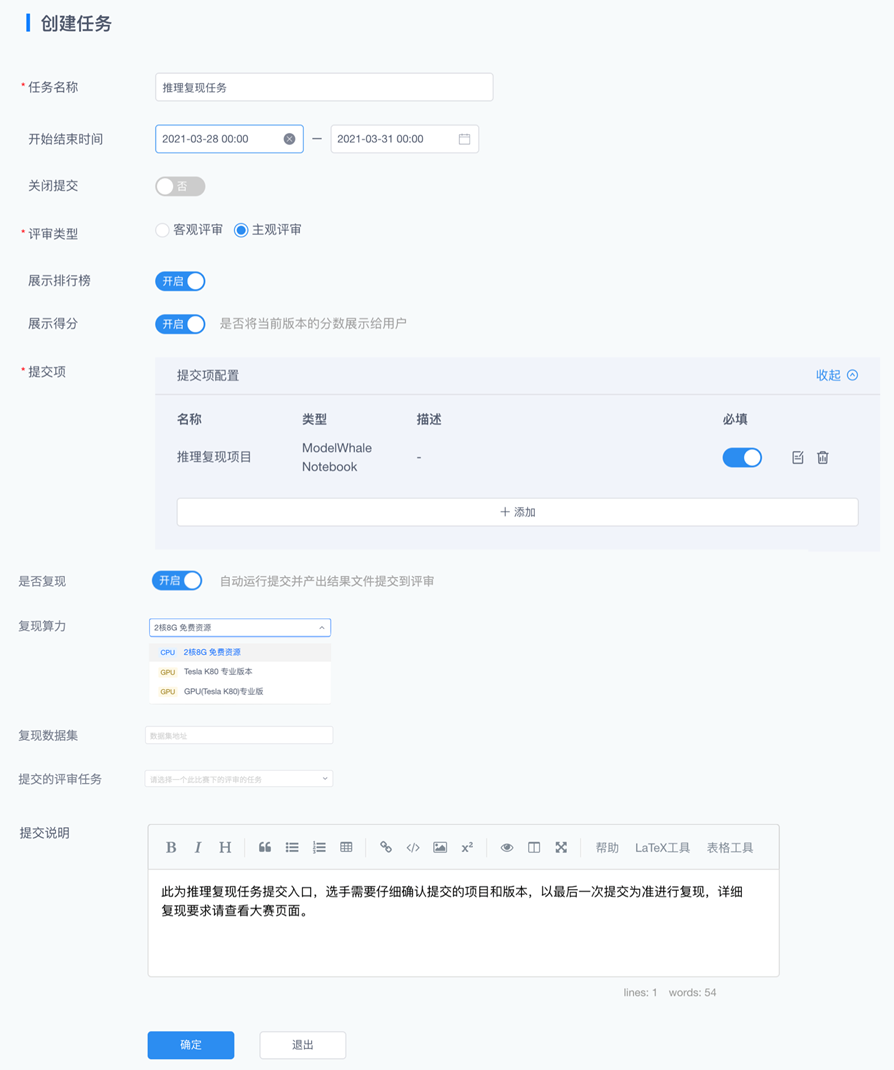 创建任务
* 任务名称 推理复现任务
开始结束时间 2021-03-28 00:00 — 2021-03-31 00:00
关闭提交 否
* 评审类型 客观评审 主观评审
展示排行榜 开启
展示得分 开启 是否将当前版本的分数展示给用户
* 提交项 提交项配置 收起
名称 类型 描述 必填
推理复现项目 ModelWhale Notebook -
+ 添加
是否复现 开启 自动运行提交并产出结果文件提交到评审
复现算力 2核8G 免费资源
CPU 2核8G 免费资源
GPU Tesla K80 专业版本
GPU GPU(Tesla K80)专业版
复现数据集 数据集地址
提交的评审任务 请选择一个此比赛下的评审的任务
提交说明
B I H </> x² 帮助 LaTeX工具 表格工具
此为推理复现任务提交入口，选手需要仔细确认提交的项目和版本，以最后一次提交为准进行复现，详细
复现要求请查看大赛页面。
lines: 1 words: 54
确定 退出